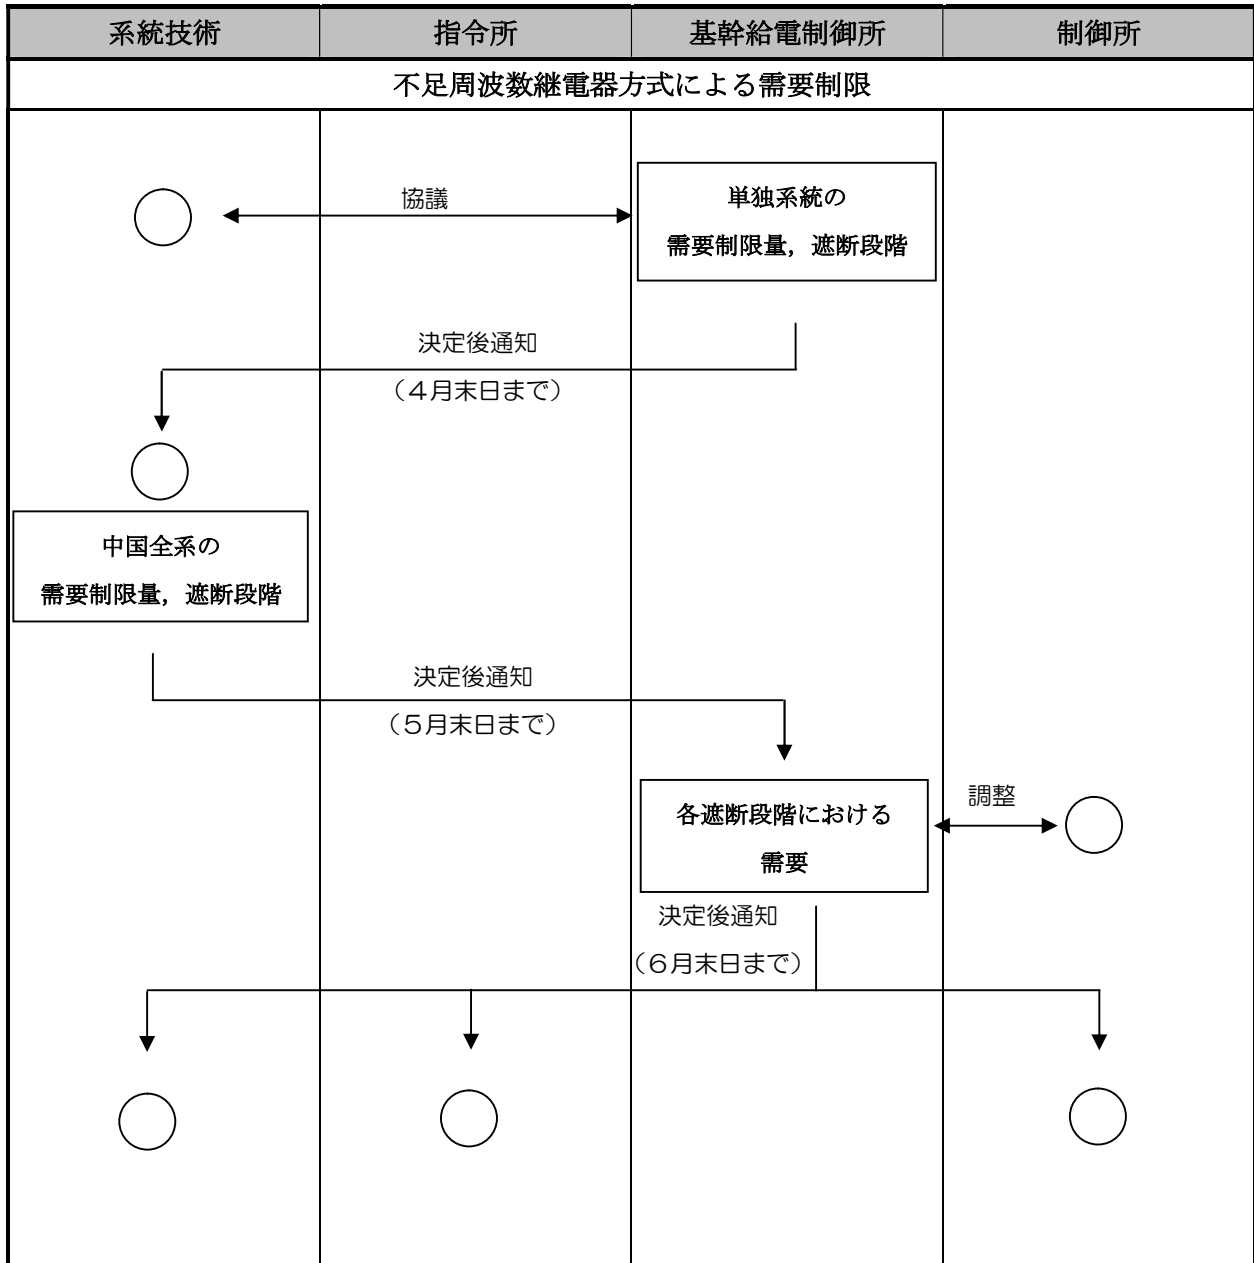 系統技術
指令所
基幹給電制御所
制御所
不足周波数継電器方式による需要制限
協議
単独系統の
需要制限量，遮断段階
決定後通知
（４月末日まで）
中国全系の
需要制限量，遮断段階
決定後通知
（５月末日まで）
各遮断段階における
需要
調整
決定後通知
（６月末日まで）